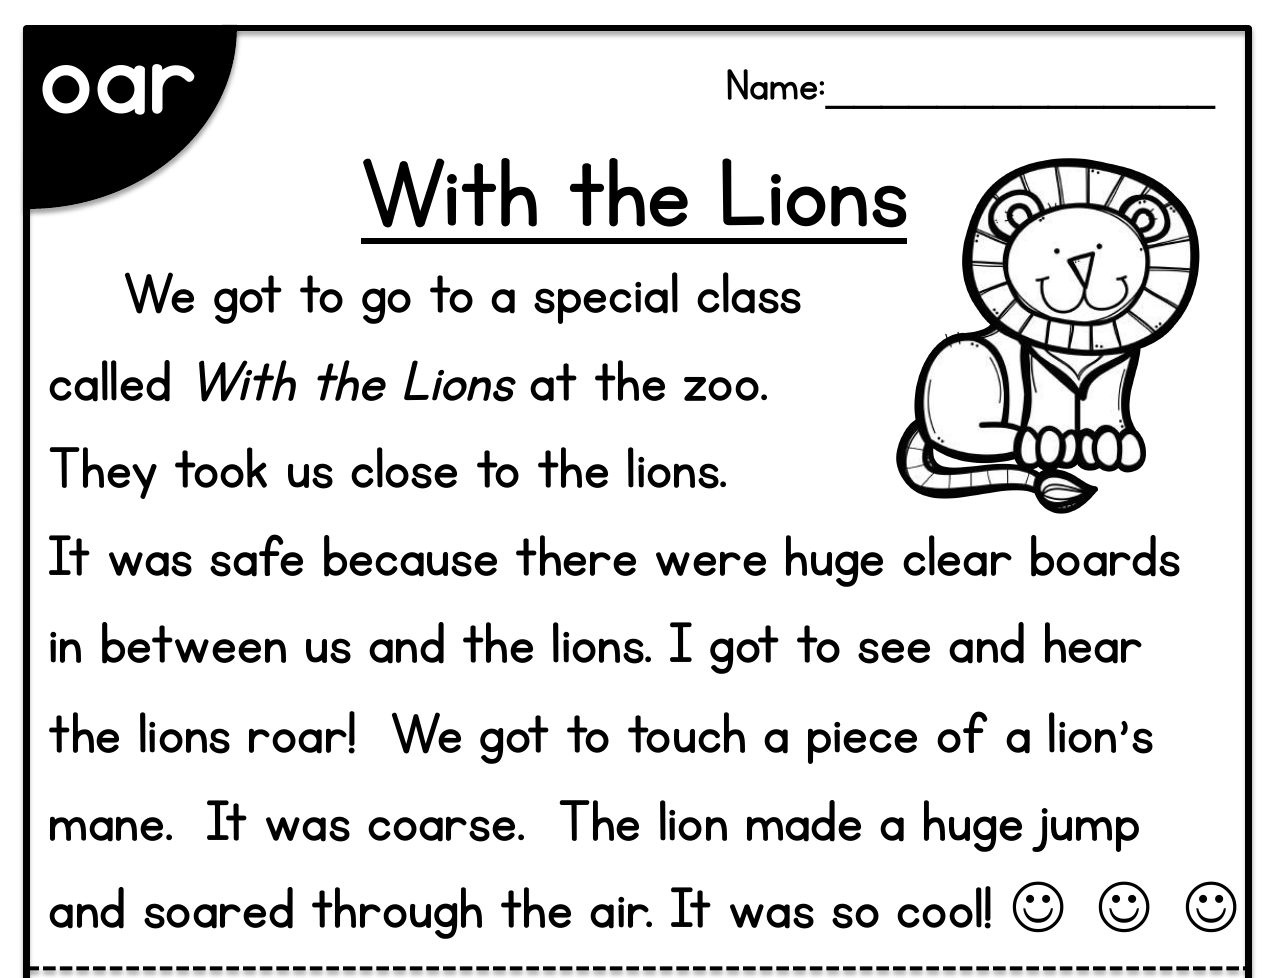 oar
Name:
With the Lions
We got to go to a special class
called With the Lions at the zoo.
They took us close to the lions.
It was safe because there were huge clear boards
in between us and the lions. I got to see and hear
the lions roar! We got to touch a piece of a lion's
mane. It was coarse. The lion made a huge jump
and soared through the air. It was so cool!